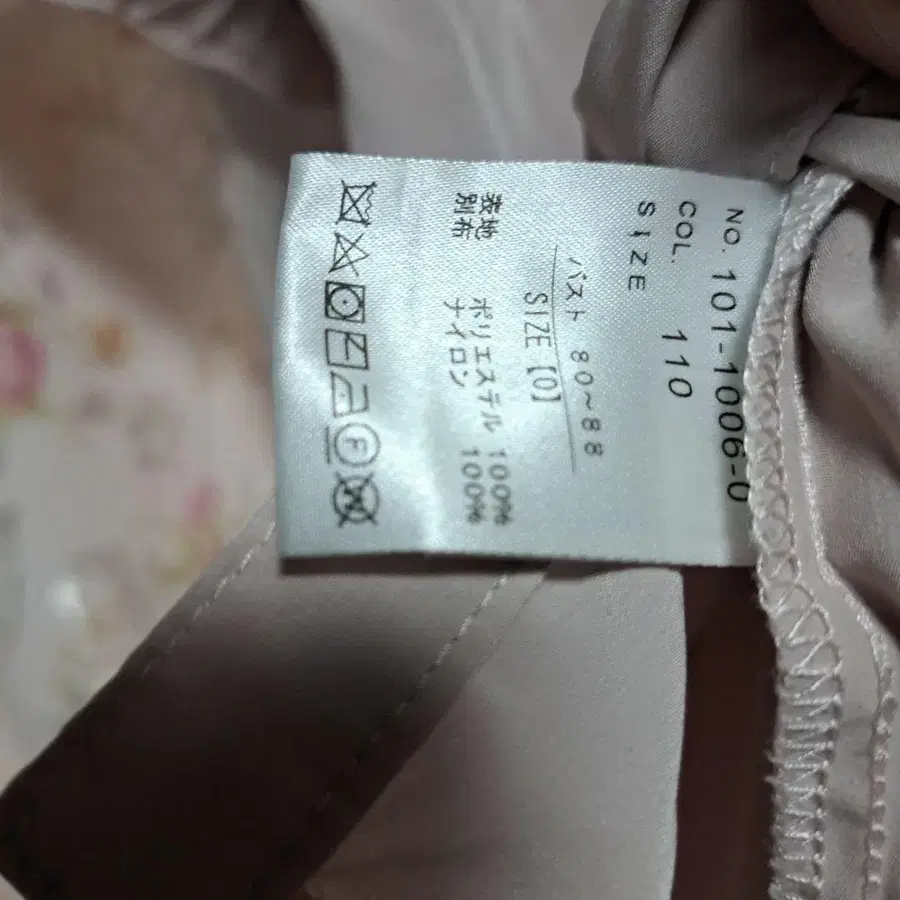 NO. 101-1006-0
COL. 110
SIZE
バスト 80~88
SIZE【0】
表地 ポリエステル 100%
別布 ナイロン 100%